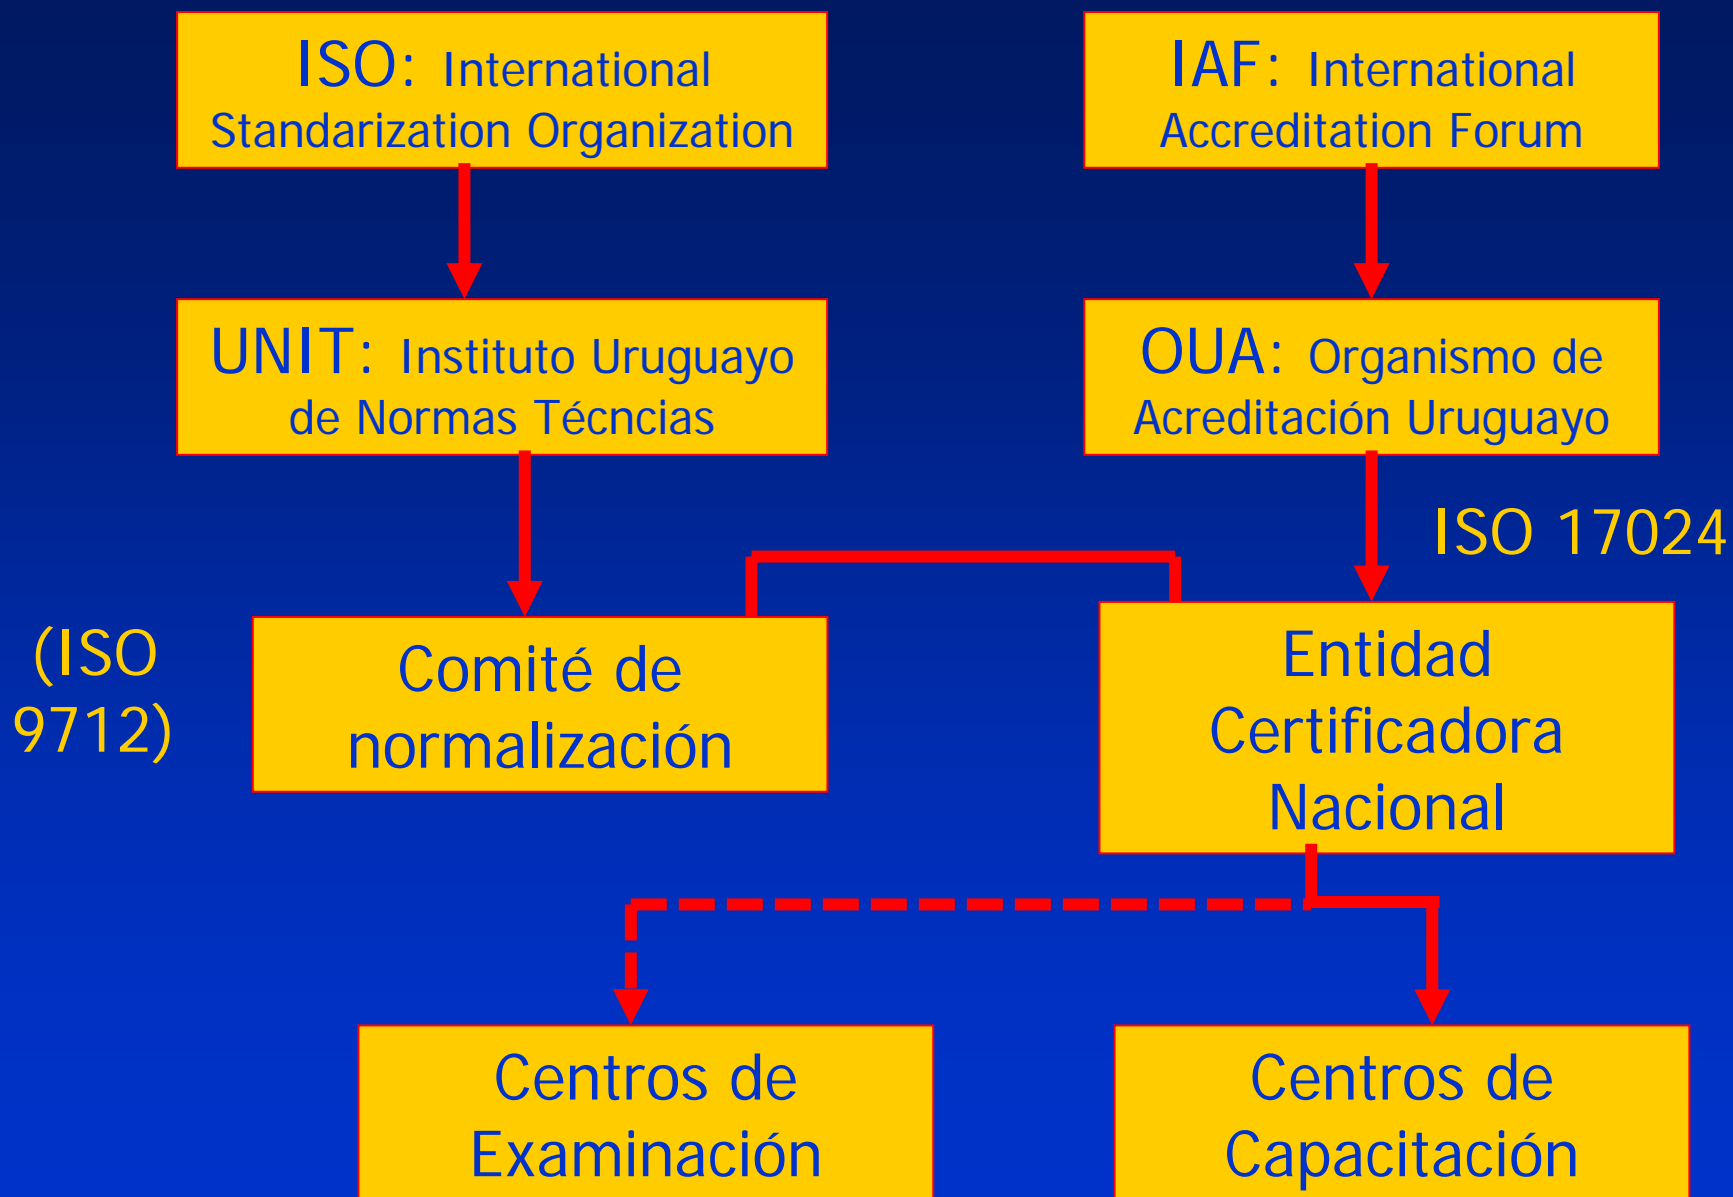 ISO: International
Standarization Organization
IAF: International
Accreditation Forum
UNIT: Instituto Uruguayo
de Normas Técncias
OUA: Organismo de
Acreditación Uruguayo
ISO 17024
(ISO
9712)
Comité de
normalización
Entidad
Certificadora
Nacional
Centros de
Examinación
Centros de
Capacitación